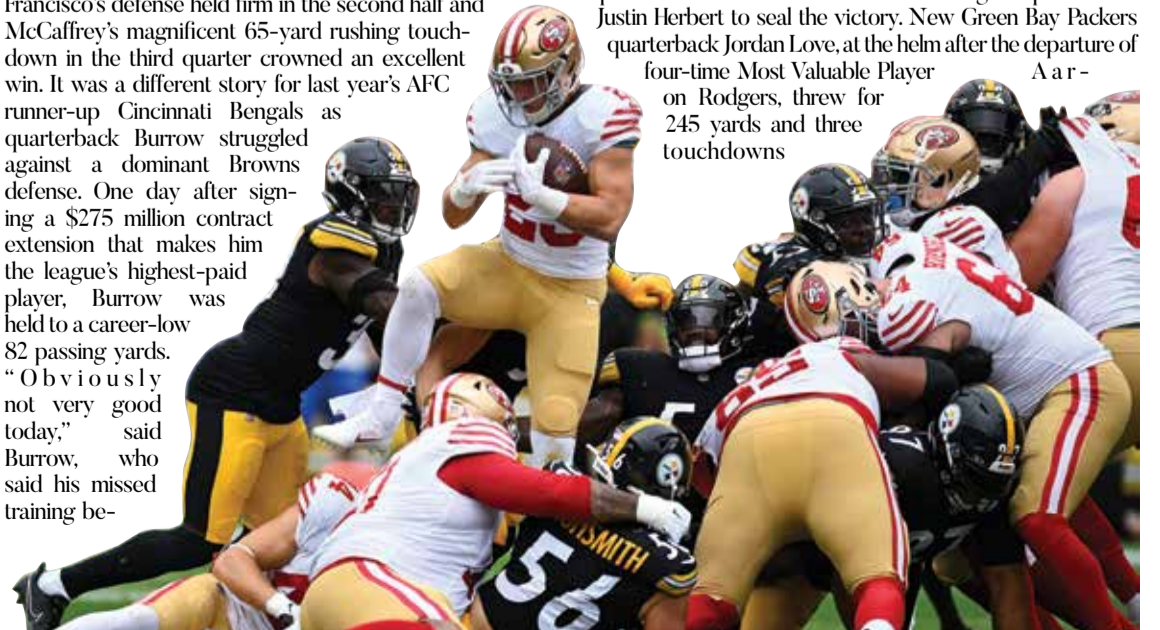 Francisco's defense held firm in the second half and
McCaffrey's magnificent 65-yard rushing touch-
down in the third quarter crowned an excellent
win. It was a different story for last year's AFC
runner-up Cincinnati Bengals as
quarterback Burrow struggled
against a dominant Browns
defense. One day after sign-
ing a $275 million contract
extension that makes him
the league's highest-paid
player, Burrow was
held to a career-low
82 passing yards.
"Obviously
not very good
today," said
Burrow, who
said his missed
training be-
Justin Herbert to seal the victory. New Green Bay Packers
quarterback Jordan Love, at the helm after the departure of
four-time Most Valuable Player Aar-
on Rodgers, threw for
245 yards and three
touchdowns
HSMITH
56